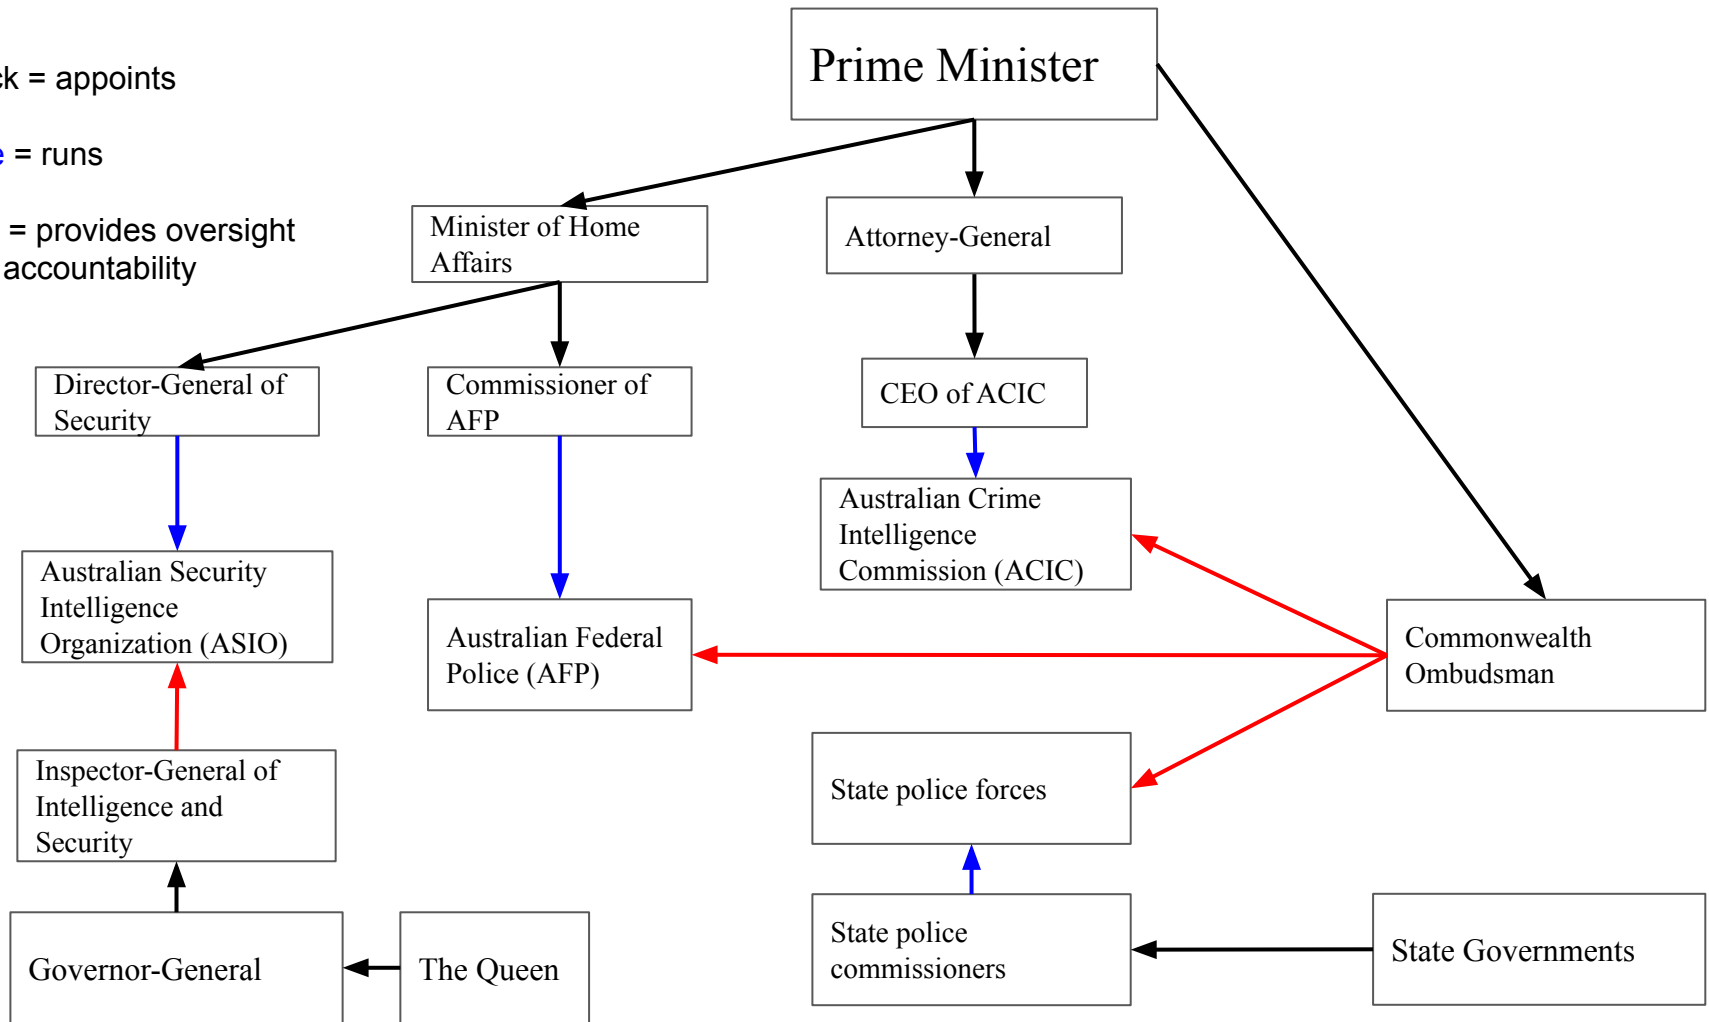 Prime Minister
ck = appoints
e = runs
= provides oversight
accountability
Minister of Home
Affairs
Attorney-General
Director-General of
Security
Commissioner of
AFP
CEO of ACIC
Australian Crime
Intelligence
Commission (ACIC)
Australian Security
Intelligence
Organization (ASIO)
Australian Federal
Police (AFP)
Commonwealth
Ombudsman
Inspector-General of
Intelligence and
Security
State police forces
Governor-General
The Queen
State police
commissioners
State Governments